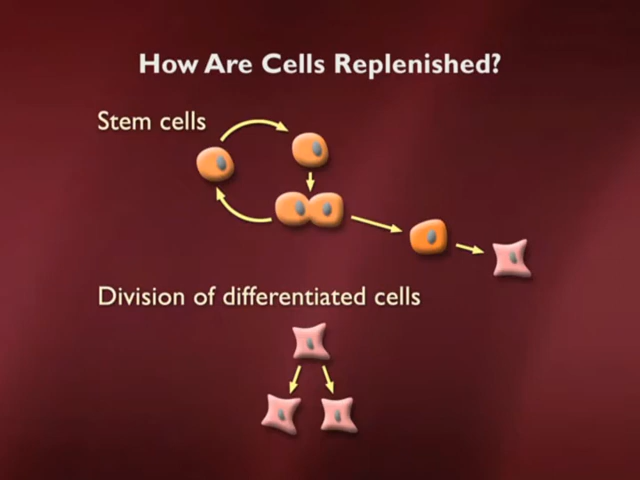 How Are Cells Replenished?
Stem cells
Division of differentiated cells